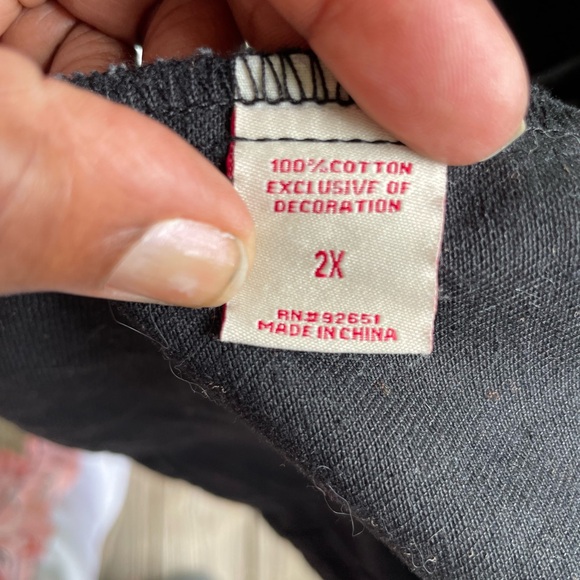 100% COTTON
EXCLUSIVE OF
DECORATION
2X
RN#92651
MADE IN CHINA